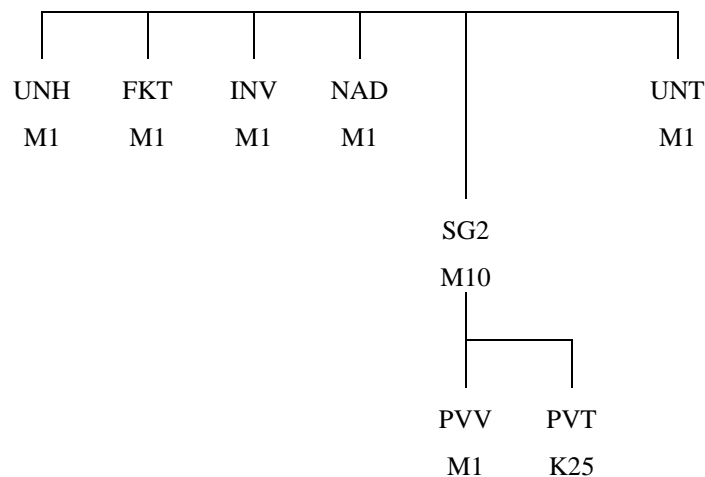 UNH FKT INV NAD UNT
M1 M1 M1 M1 M1
SG2
M10
PVV PVT
M1 K25